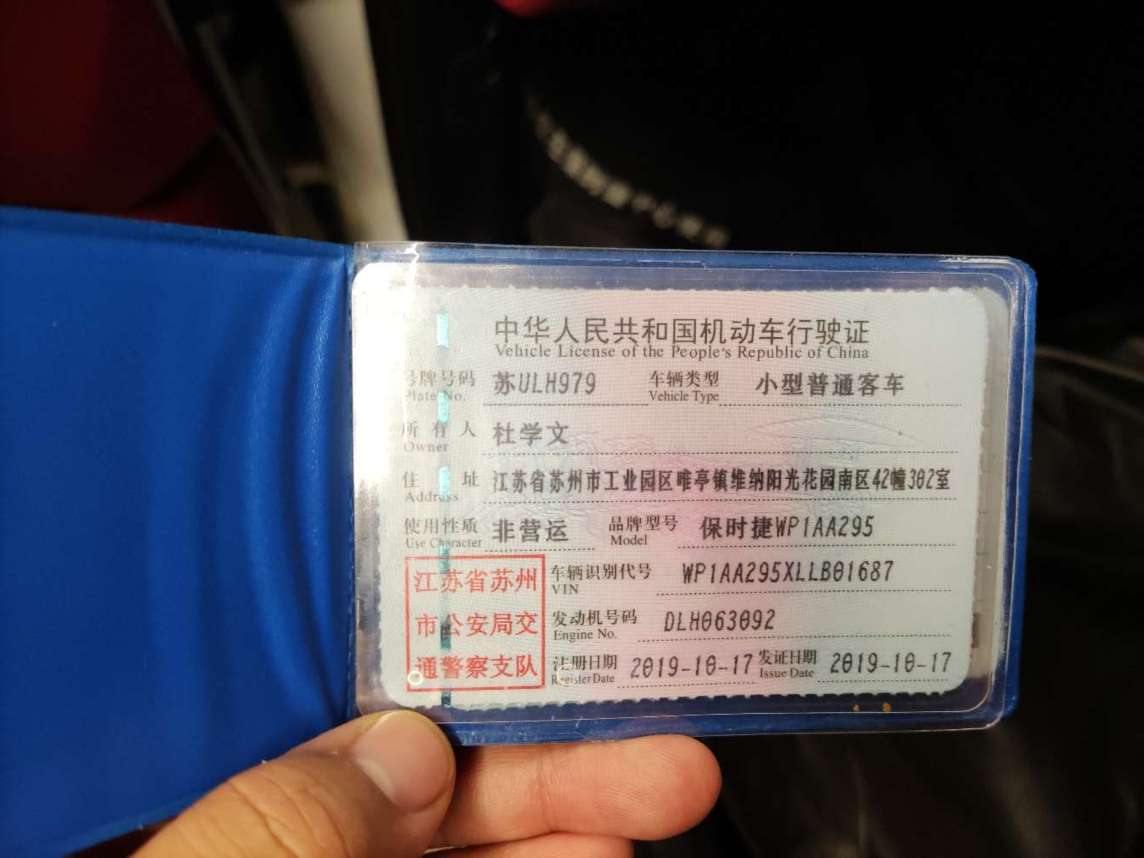 中华人民共和国机动车行驶证
Vehicle License of the People's Republic of China
号牌号码 苏ULH979 车辆类型 小型普通客车
Plate No. Vehicle Type
所有人 杜学文
Owner
住址 江苏省苏州市工业园区唯亭镇维纳阳光花园南区42幢302室
Address
使用性质 非营运 品牌型号 保时捷WP1AA295
Use Character Model
江苏省苏州 车辆识别代号 WP1AA295XLLB01687
VIN
市公安局交 发动机号码 DLH063092
Engine No.
通警察支队 注册日期 2019-10-17 发证日期 2019-10-17
Register Date Issue Date